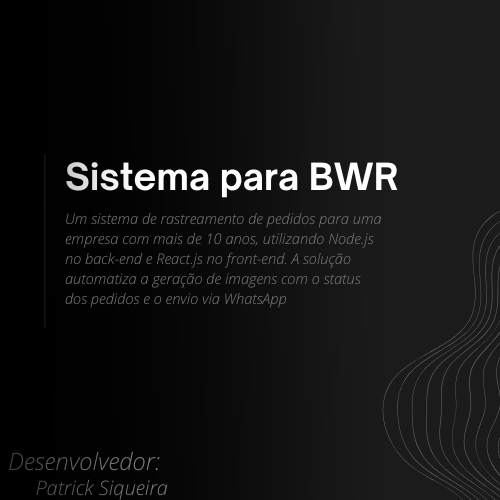 Sistema para BWR
Um sistema de rastreamento de pedidos para uma
empresa com mais de 10 anos, utilizando Node.js
no back-end e React.js no front-end. A solução
automatiza a geração de imagens com o status
dos pedidos e o envio via WhatsApp
Desenvolvedor:
Patrick Siqueira